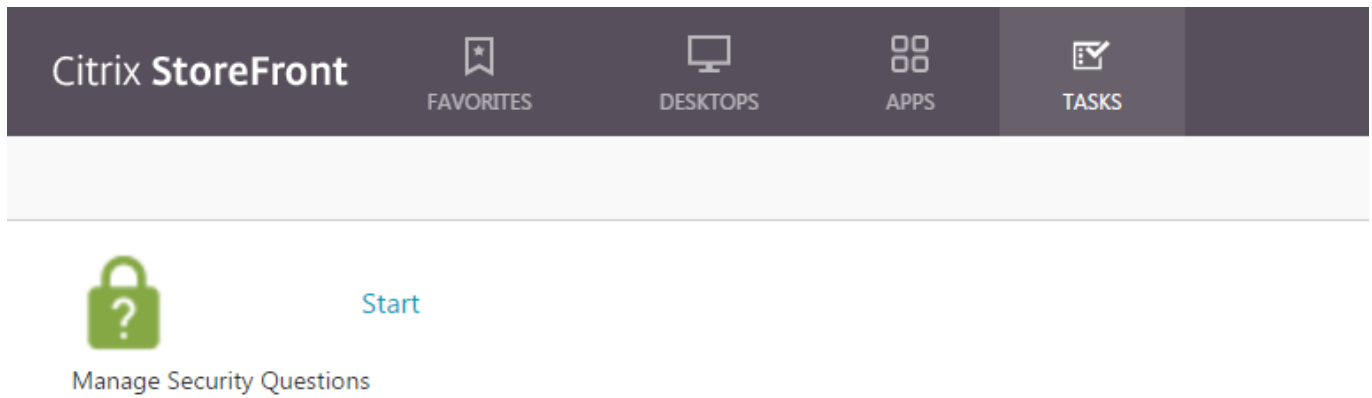 Citrix StoreFront
FAVORITES
DESKTOPS
APPS
TASKS
?
Start
Manage Security Questions